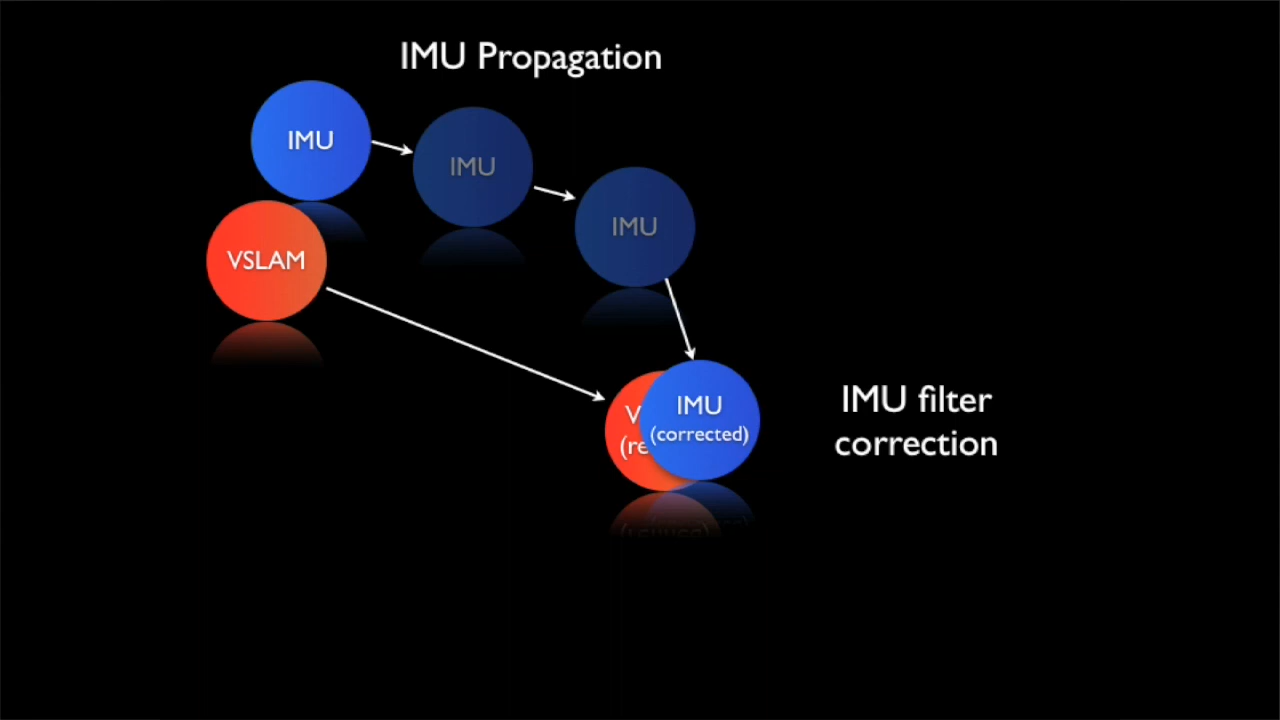 IMU Propagation
IMU
IMU
IMU
VSLAM
IMU
(corrected)
IMU filter
correction